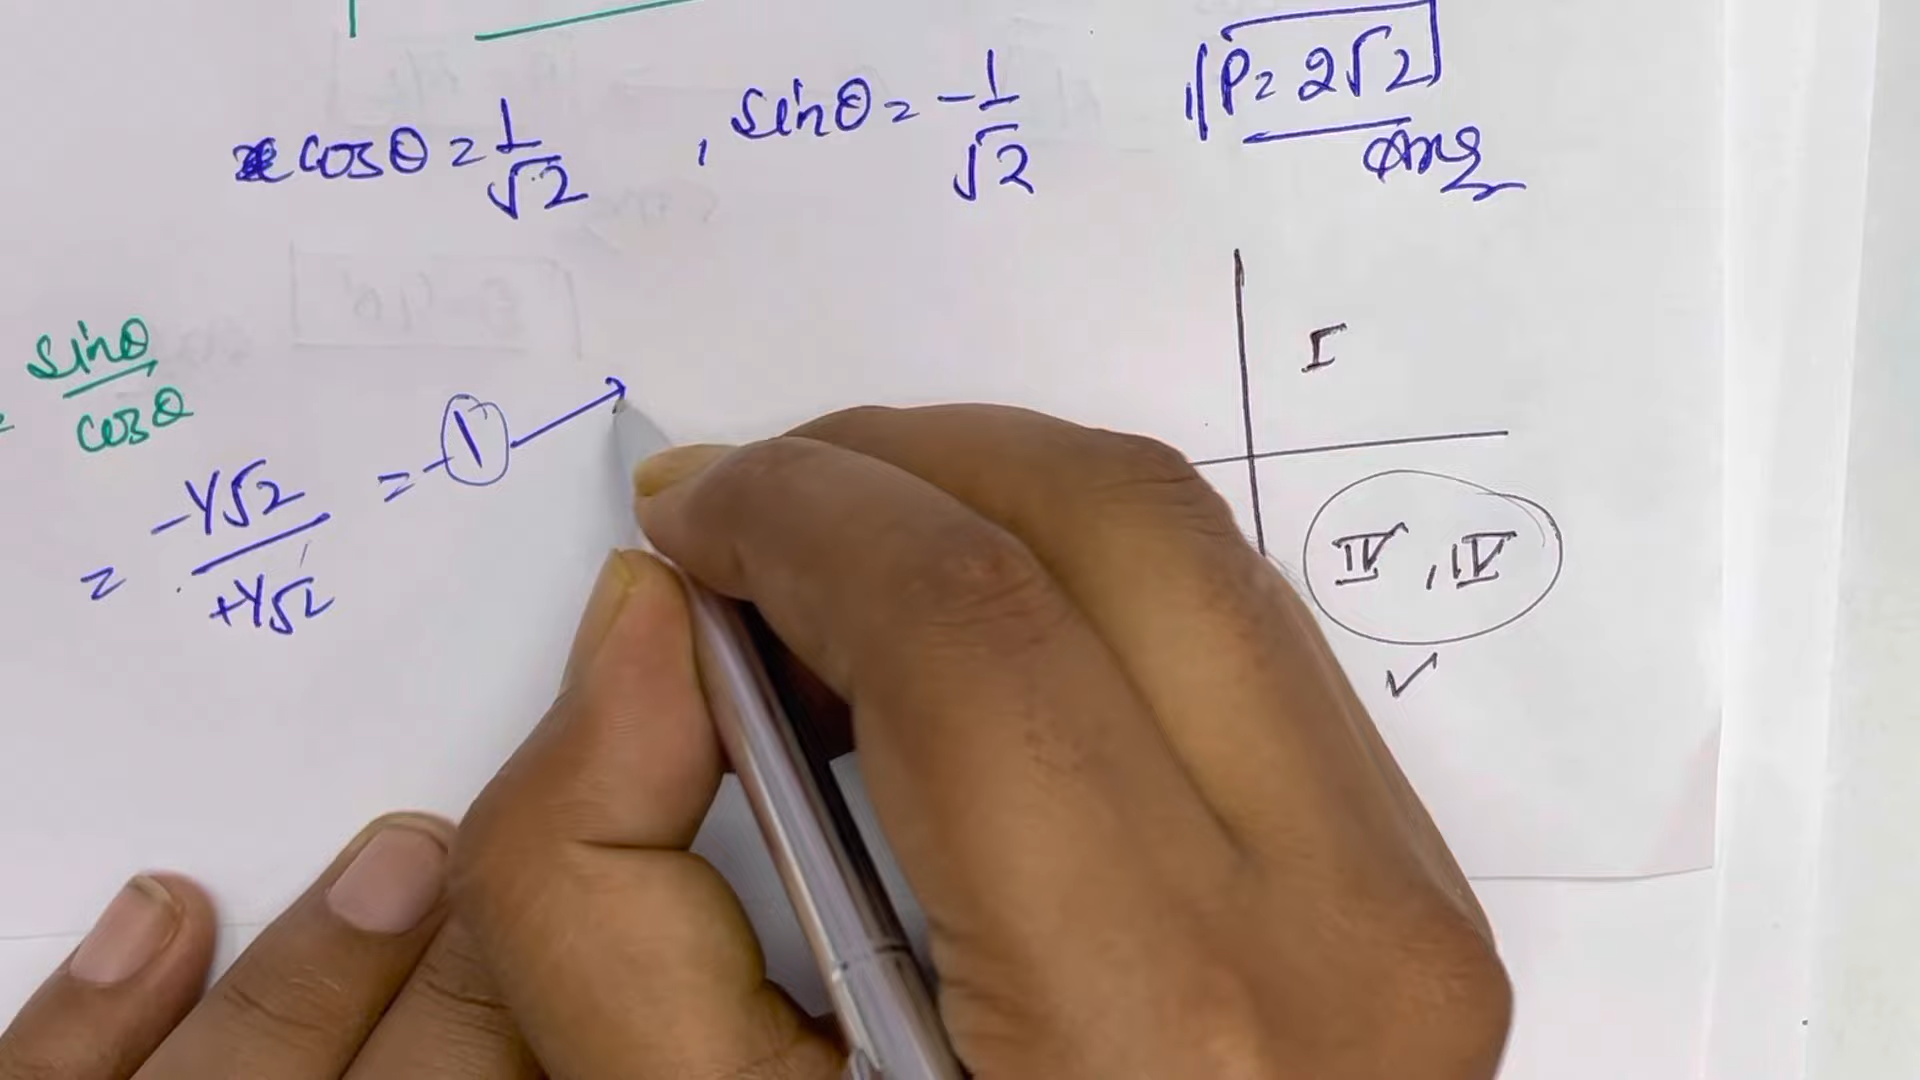 cosθ = 1/√2 , sinθ = -1/√2 P = 2√2
Ans
I
= sinθ/cosθ
= -1/√2 / +1/√2 = -1 →
IV , IV
✓